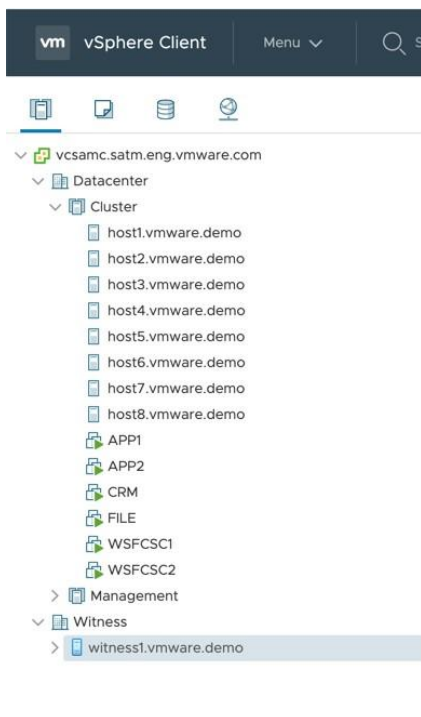 vm vSphere Client Menu
vcsamc.satm.eng.vmware.com
Datacenter
Cluster
host1.vmware.demo
host2.vmware.demo
host3.vmware.demo
host4.vmware.demo
host5.vmware.demo
host6.vmware.demo
host7.vmware.demo
host8.vmware.demo
APP1
APP2
CRM
FILE
WSFCSC1
WSFCSC2
Management
Witness
witness1.vmware.demo